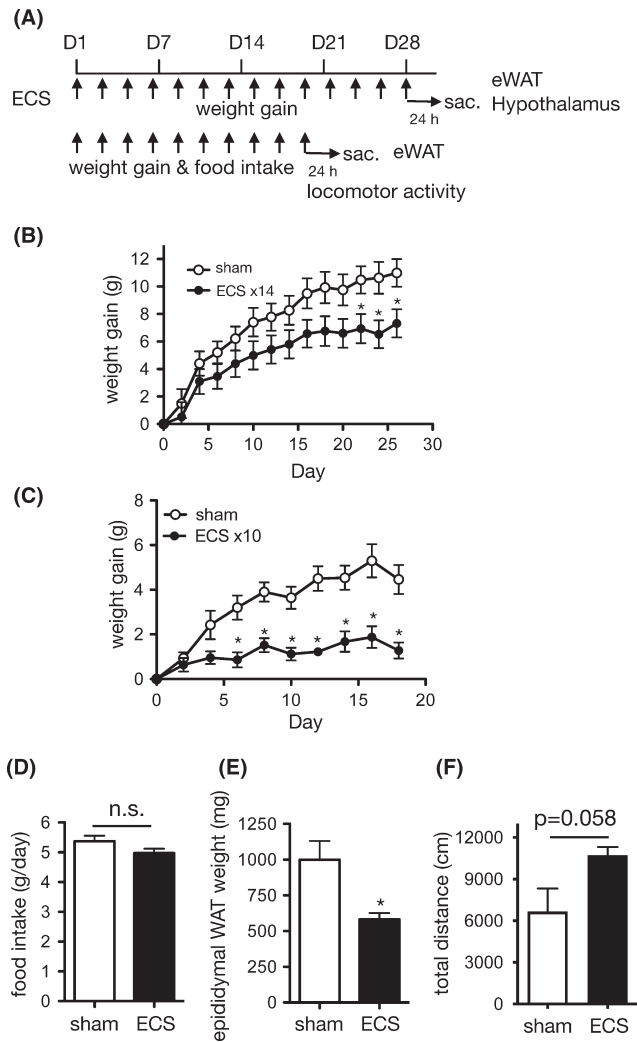 (A)
D1 D7 D14 D21 D28
ECS
weight gain
24 h
sac.
eWAT
Hypothalamus
weight gain & food intake
24 h
sac. eWAT
locomotor activity
(B)
12
10
8
6
4
2
0
weight gain (g)
sham
ECS x14
* * *
0 5 10 15 20 25 30
Day
(C)
8
6
4
2
0
weight gain (g)
sham
ECS x10
* * * * * * *
0 5 10 15 20
Day
(D)
n.s.
6
5
4
3
2
1
0
food intake (g/day)
sham ECS
(E)
1250
1000
750
500
250
0
epididymal WAT weight (mg)
*
sham ECS
(F)
p=0.058
12000
9000
6000
3000
0
total distance (cm)
sham ECS